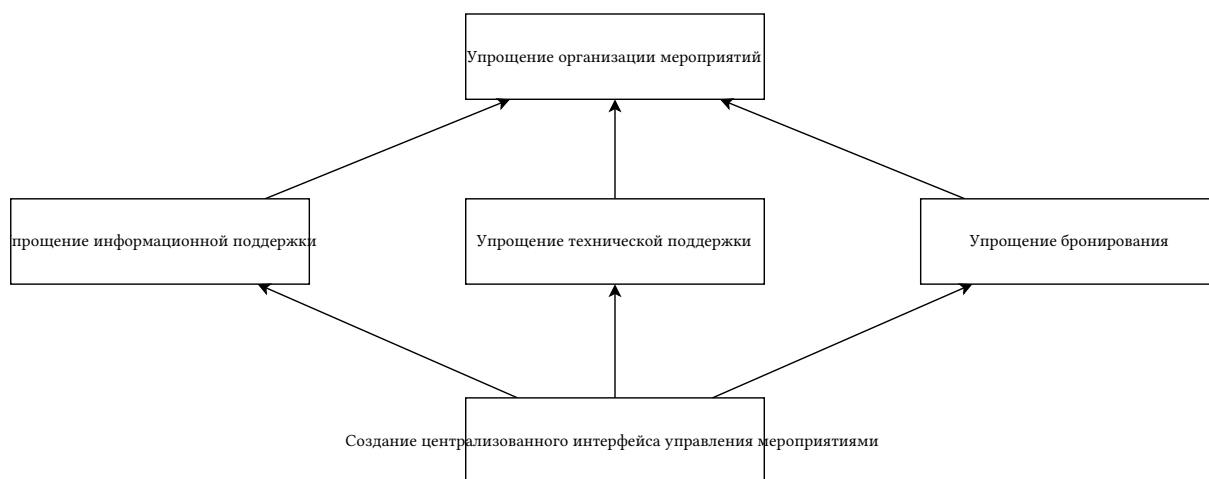 Упрощение организации мероприятий
прощение информационной поддержки
Упрощение технической поддержки
Упрощение бронирования
Создание централизованного интерфейса управления мероприятиями